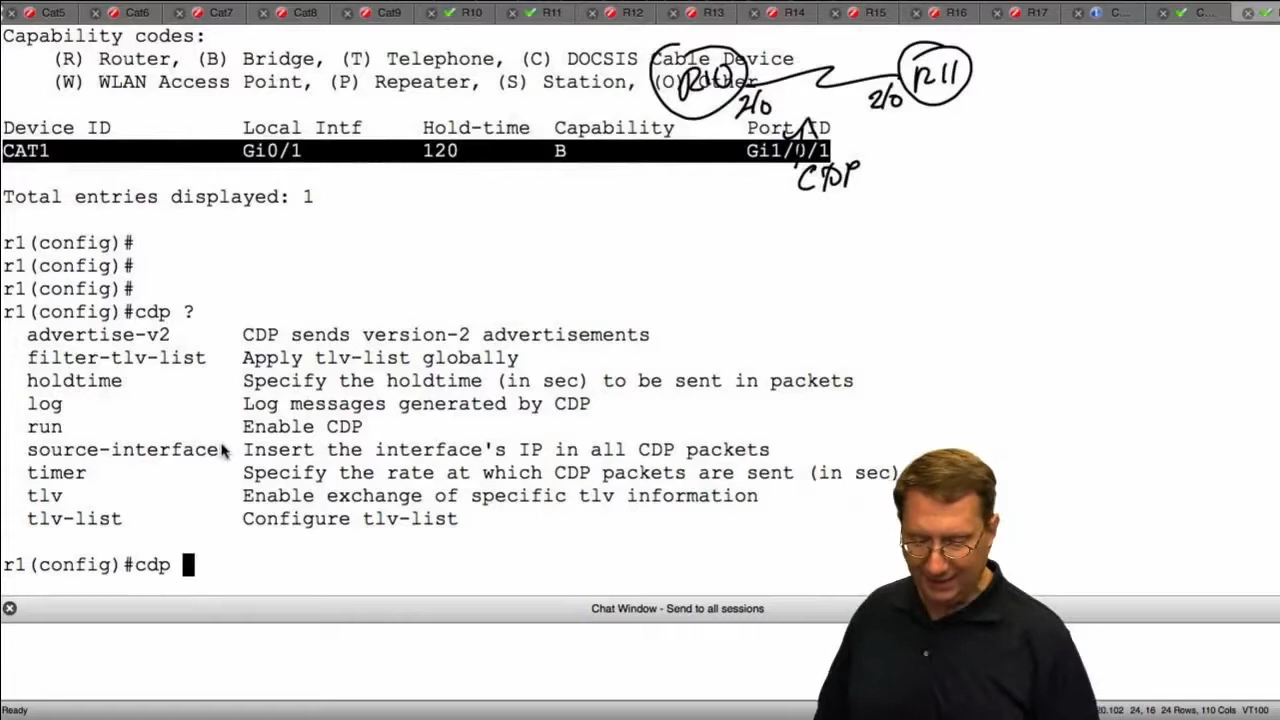 Cat5 Cat6 Cat7 Cat8 Cat9 R10 R11 R12 R13 R14 R15 R16 R17 C... C...
Capability codes:
(R) Router, (B) Bridge, (T) Telephone, (C) DOCSIS Cable Device
(W) WLAN Access Point, (P) Repeater, (S) Station, (O) Other
R10 R11
2/0 2/0
Device ID Local Intf Hold-time Capability Port ID
CAT1 Gi0/1 120 B Gi1/0/1
CDP
Total entries displayed: 1
r1(config)#
r1(config)#
r1(config)#
r1(config)#cdp ?
advertise-v2 CDP sends version-2 advertisements
filter-tlv-list Apply tlv-list globally
holdtime Specify the holdtime (in sec) to be sent in packets
log Log messages generated by CDP
run Enable CDP
source-interface Insert the interface's IP in all CDP packets
timer Specify the rate at which CDP packets are sent (in sec)
tlv Enable exchange of specific tlv information
tlv-list Configure tlv-list
r1(config)#cdp
Chat Window - Send to all sessions
Ready 20.102 24, 16 24 Rows, 110 Cols VT100